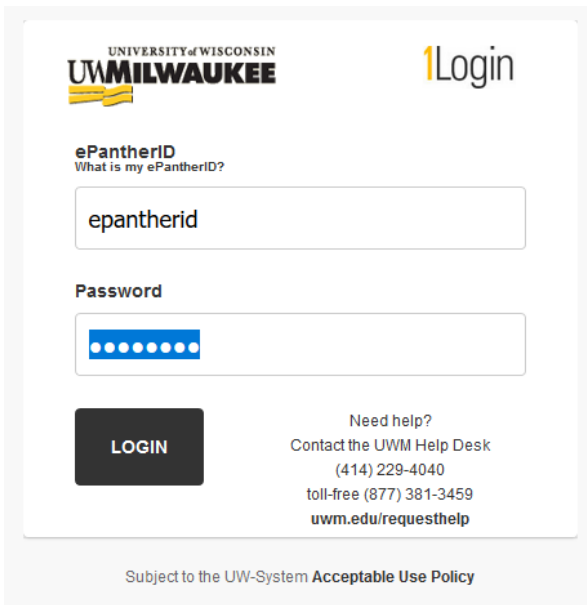 UNIVERSITY of WISCONSIN
UWMILWAUKEE
1Login
ePantherID
What is my ePantherID?
epantherid
Password
●●●●●●●●
LOGIN
Need help?
Contact the UWM Help Desk
(414) 229-4040
toll-free (877) 381-3459
uwm.edu/requesthelp
Subject to the UW-System Acceptable Use Policy